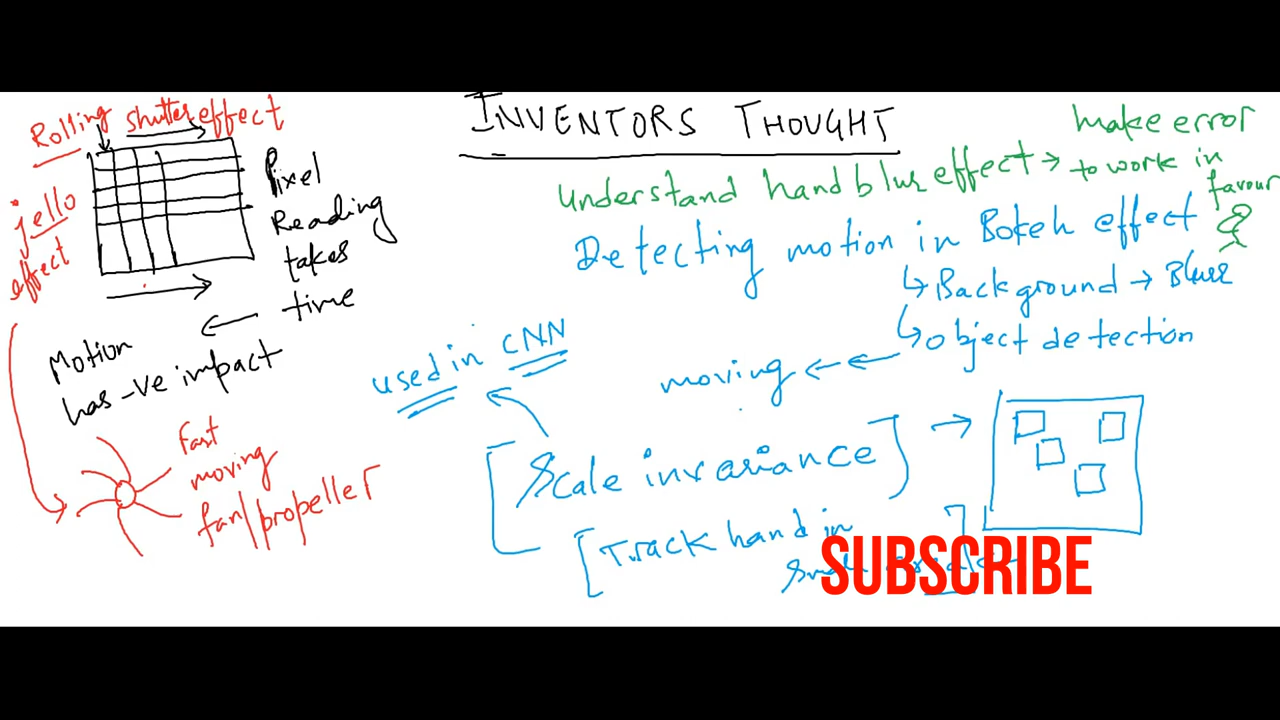 INVENTORS THOUGHT
Rolling shutter effect
jello
effect
Pixel
Reading
takes
time
Motion
has -ve impact
Fast
moving
fan/propeller
understand hand blur effect → make error
to work in
favour
Detecting motion in Bokeh effect
↳ Background → Blurr
↳ object detection
moving ← ←
used in CNN
[Scale invariance] →
[Track hand in
SUBSCRIBE